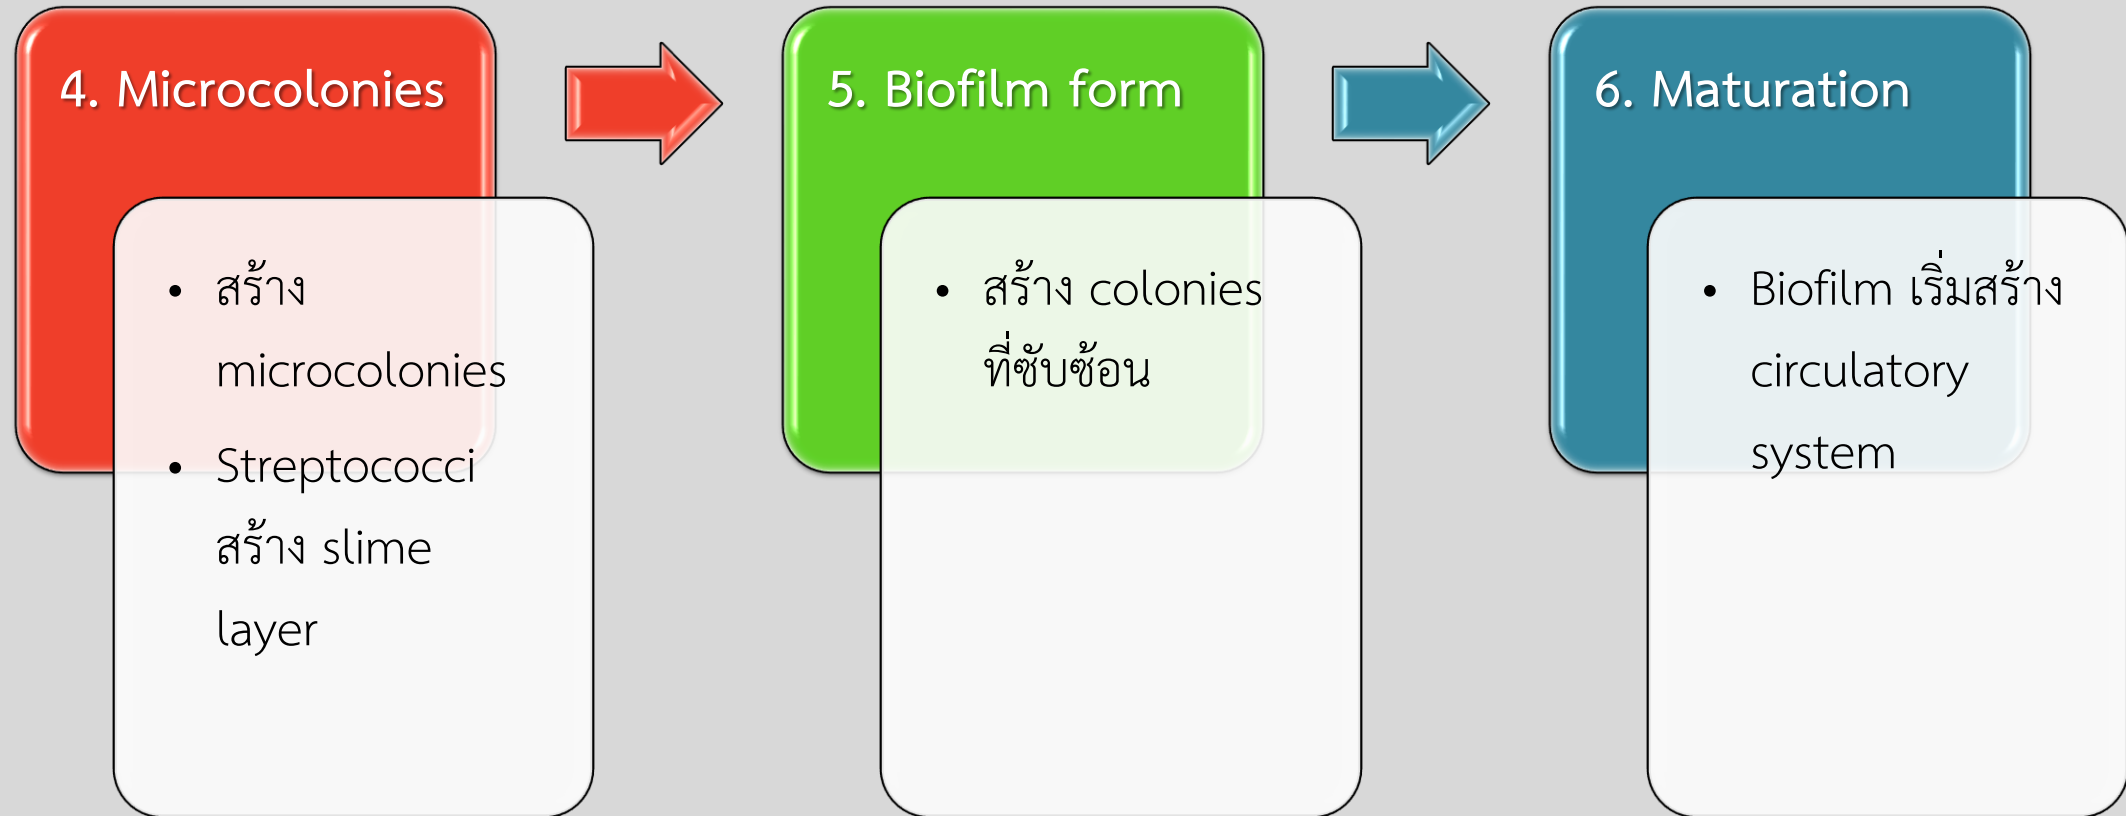 4. Microcolonies
• สร้าง
microcolonies
• Streptococci
สร้าง slime
layer
5. Biofilm form
• สร้าง colonies
ที่ซับซ้อน
6. Maturation
• Biofilm เริ่มสร้าง
circulatory
system